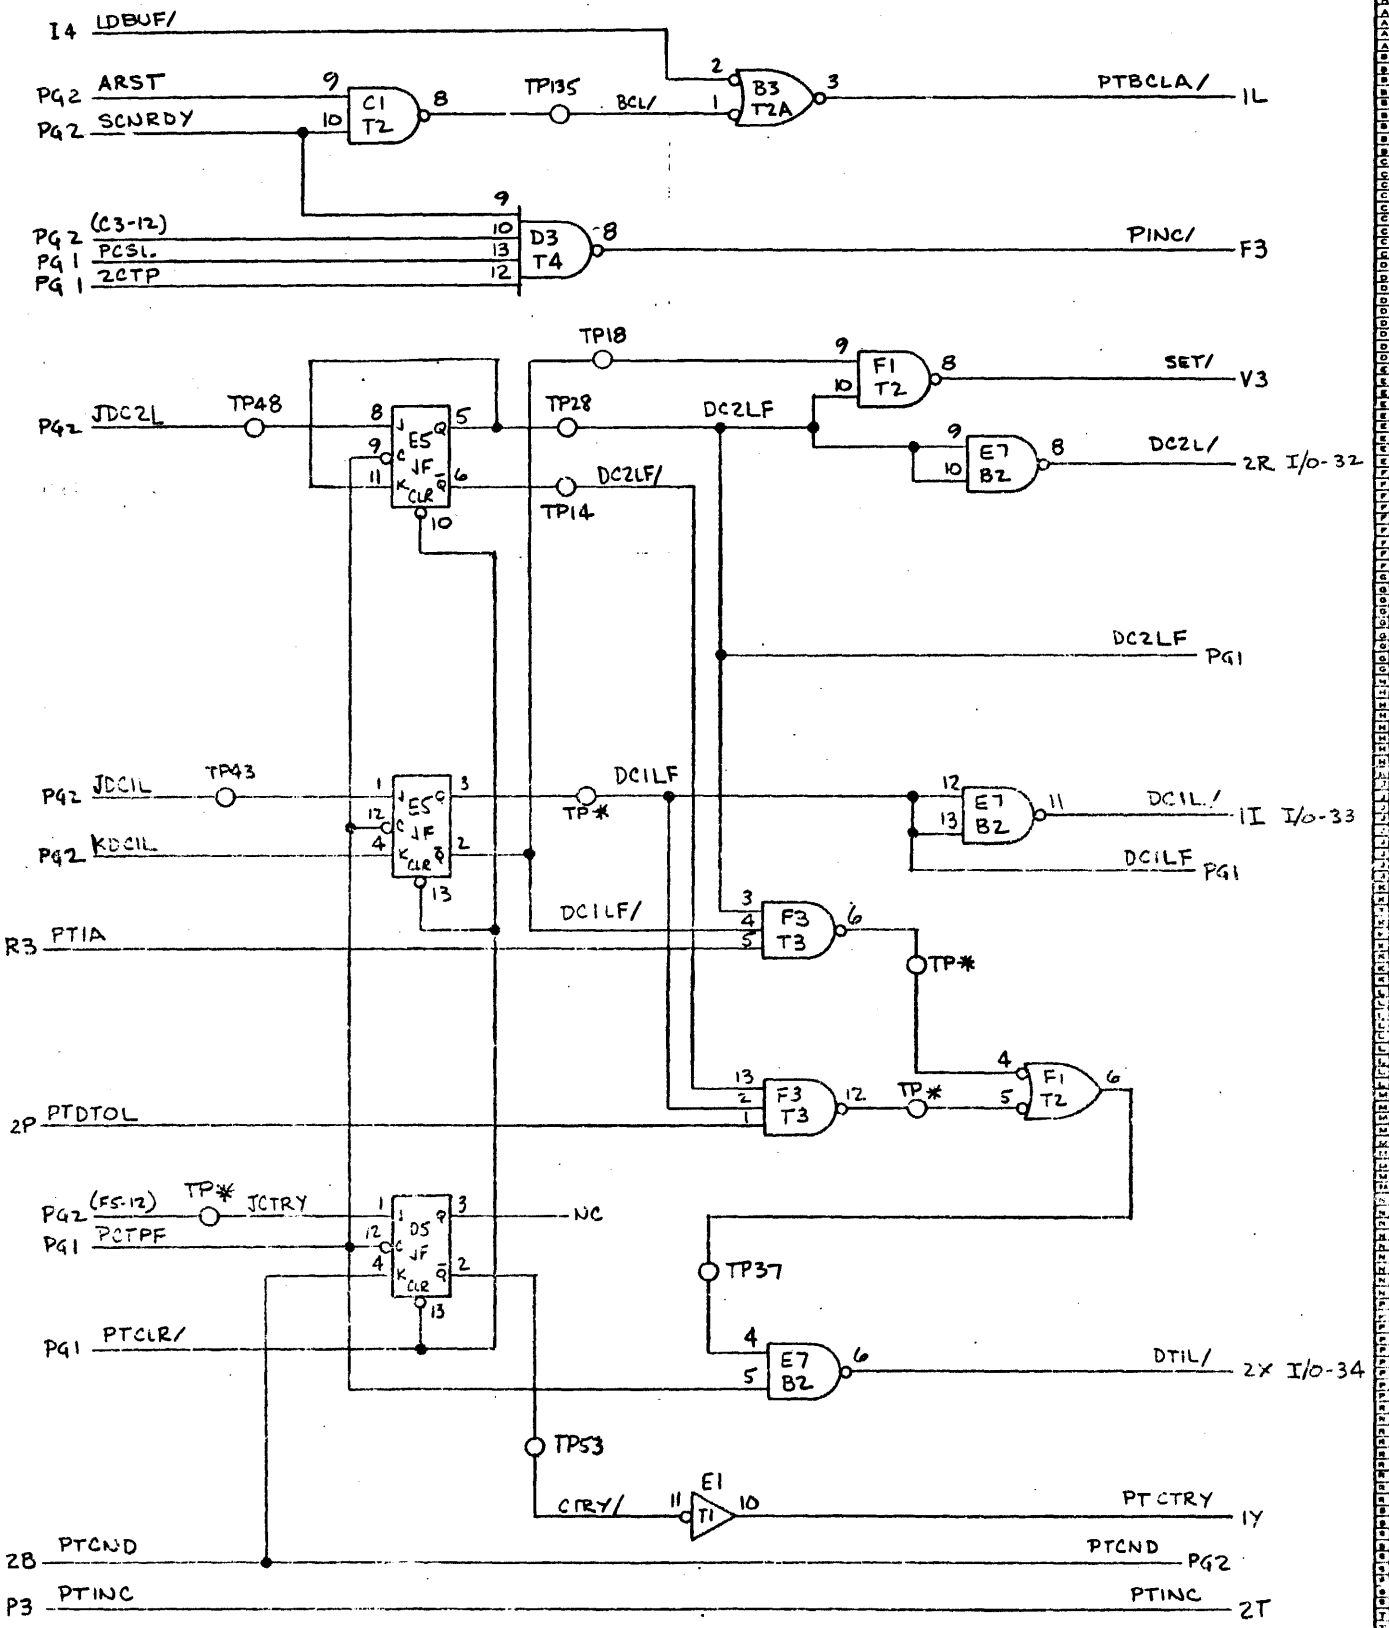 I4 LDBUF/
2 B3 3 PTBCLA/ 1L
PG2 ARST 9 C1 8 TP135 BCL/ 1 T2A
PG2 SCNRDY 10 T2
9
PG2 (C3-12) 10 D3 8 PINC/ F3
PG1 PCSL. 13 T4
PG1 2CTP 12
TP18 9 F1 8 SET/ V3
10 T2
PG2 JDC2L TP48 8 J Q 5 TP28 DC2LF
9 C E5 9 E7 8 DC2L/ 2R I/O-32
11 K JF Q 6 DC2LF/ 10 B2
CLR TP14
10
DC2LF PG1
PG2 JDC1L TP43 1 J Q 3 TP* DC1LF 12 E7 11 DC1L/ 1I I/O-33
12 C E5 13 B2
PG2 KDC1L 4 K JF Q 2 DC1LF PG1
CLR
13
DC1LF/ 3 F3 6
4 T3
R3 PTIA 5
TP*
4 F1 6
13 F3 12 TP* 5 T2
2 T3
2P PTDTOL 1
PG2 (F5-12) TP* JCTRY 1 J Q 3 NC
PG1 PCTPF 12 C D5
4 K JF Q 2 TP37
CLR
13
PG1 PTCLR/ 4 E7 6 DTIL/ 2X I/O-34
5 B2
TP53
CTRY/ 11 E1 T1 10 PTCTRY 1Y
2B PTCND PTCND PG2
P3 PTINC PTINC 2T